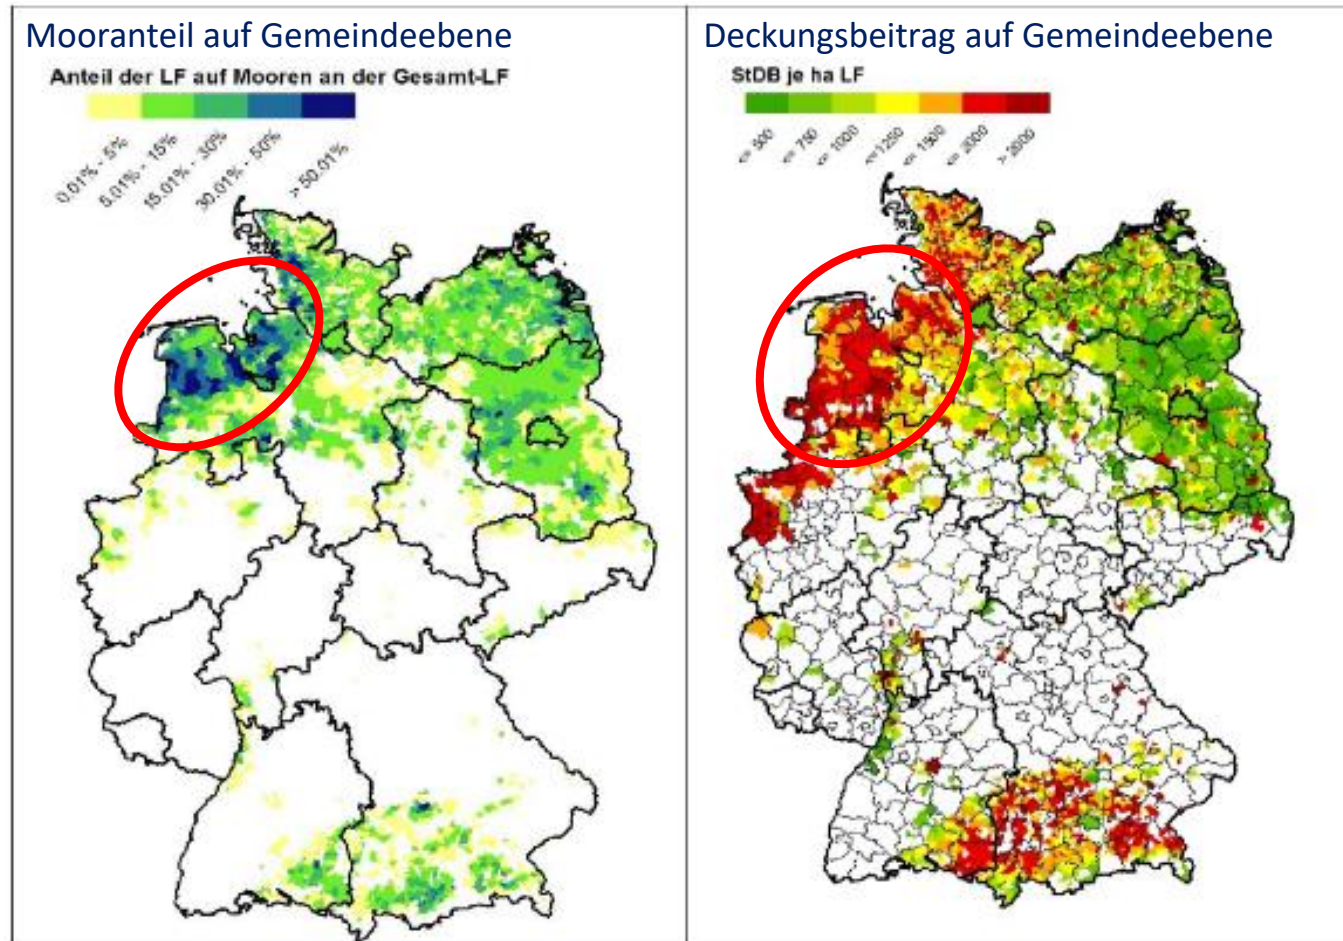 Mooranteil auf Gemeindeebene
Anteil der LF auf Mooren an der Gesamt-LF
0.01% - 5%
5.01% - 15%
15.01% - 30%
30.01% - 50%
> 50.01%
Deckungsbeitrag auf Gemeindeebene
StDB je ha LF
<= 500
<= 750
<= 1000
<=1250
<= 1500
<= 2000
> 2000